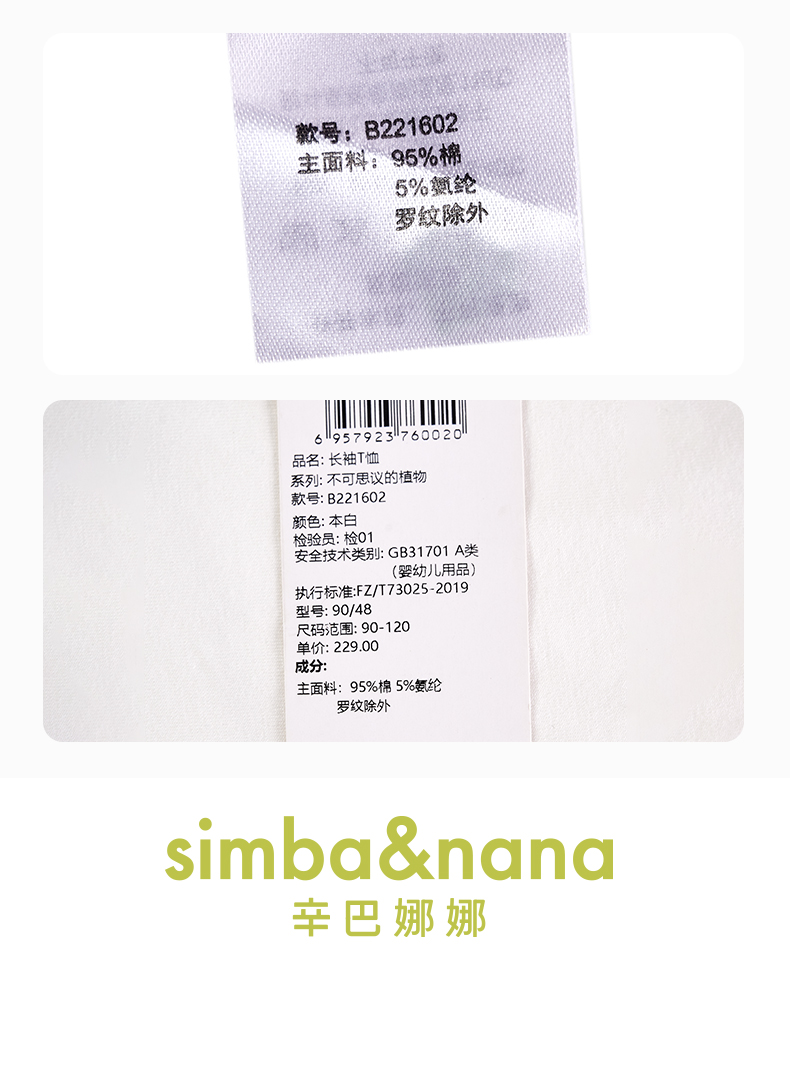 款号：B221602
主面料：95%棉
5%氨纶
罗纹除外
6 957923 760020
品名: 长袖T恤
系列: 不可思议的植物
款号: B221602
颜色: 本白
检验员: 检01
安全技术类别: GB31701 A类
（婴幼儿用品）
执行标准:FZ/T73025-2019
型号: 90/48
尺码范围: 90-120
单价: 229.00
成分:
主面料：95%棉 5%氨纶
罗纹除外
simba&nana
辛巴娜娜